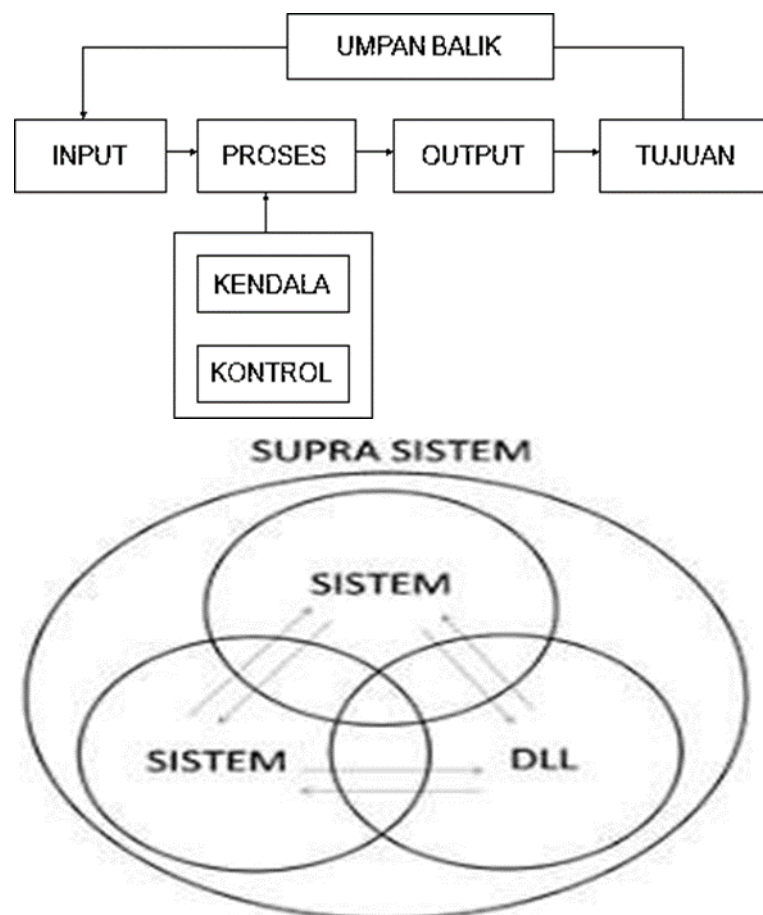 UMPAN BALIK
INPUT
PROSES
OUTPUT
TUJUAN
KENDALA
KONTROL
SUPRA SISTEM
SISTEM
SISTEM
DLL